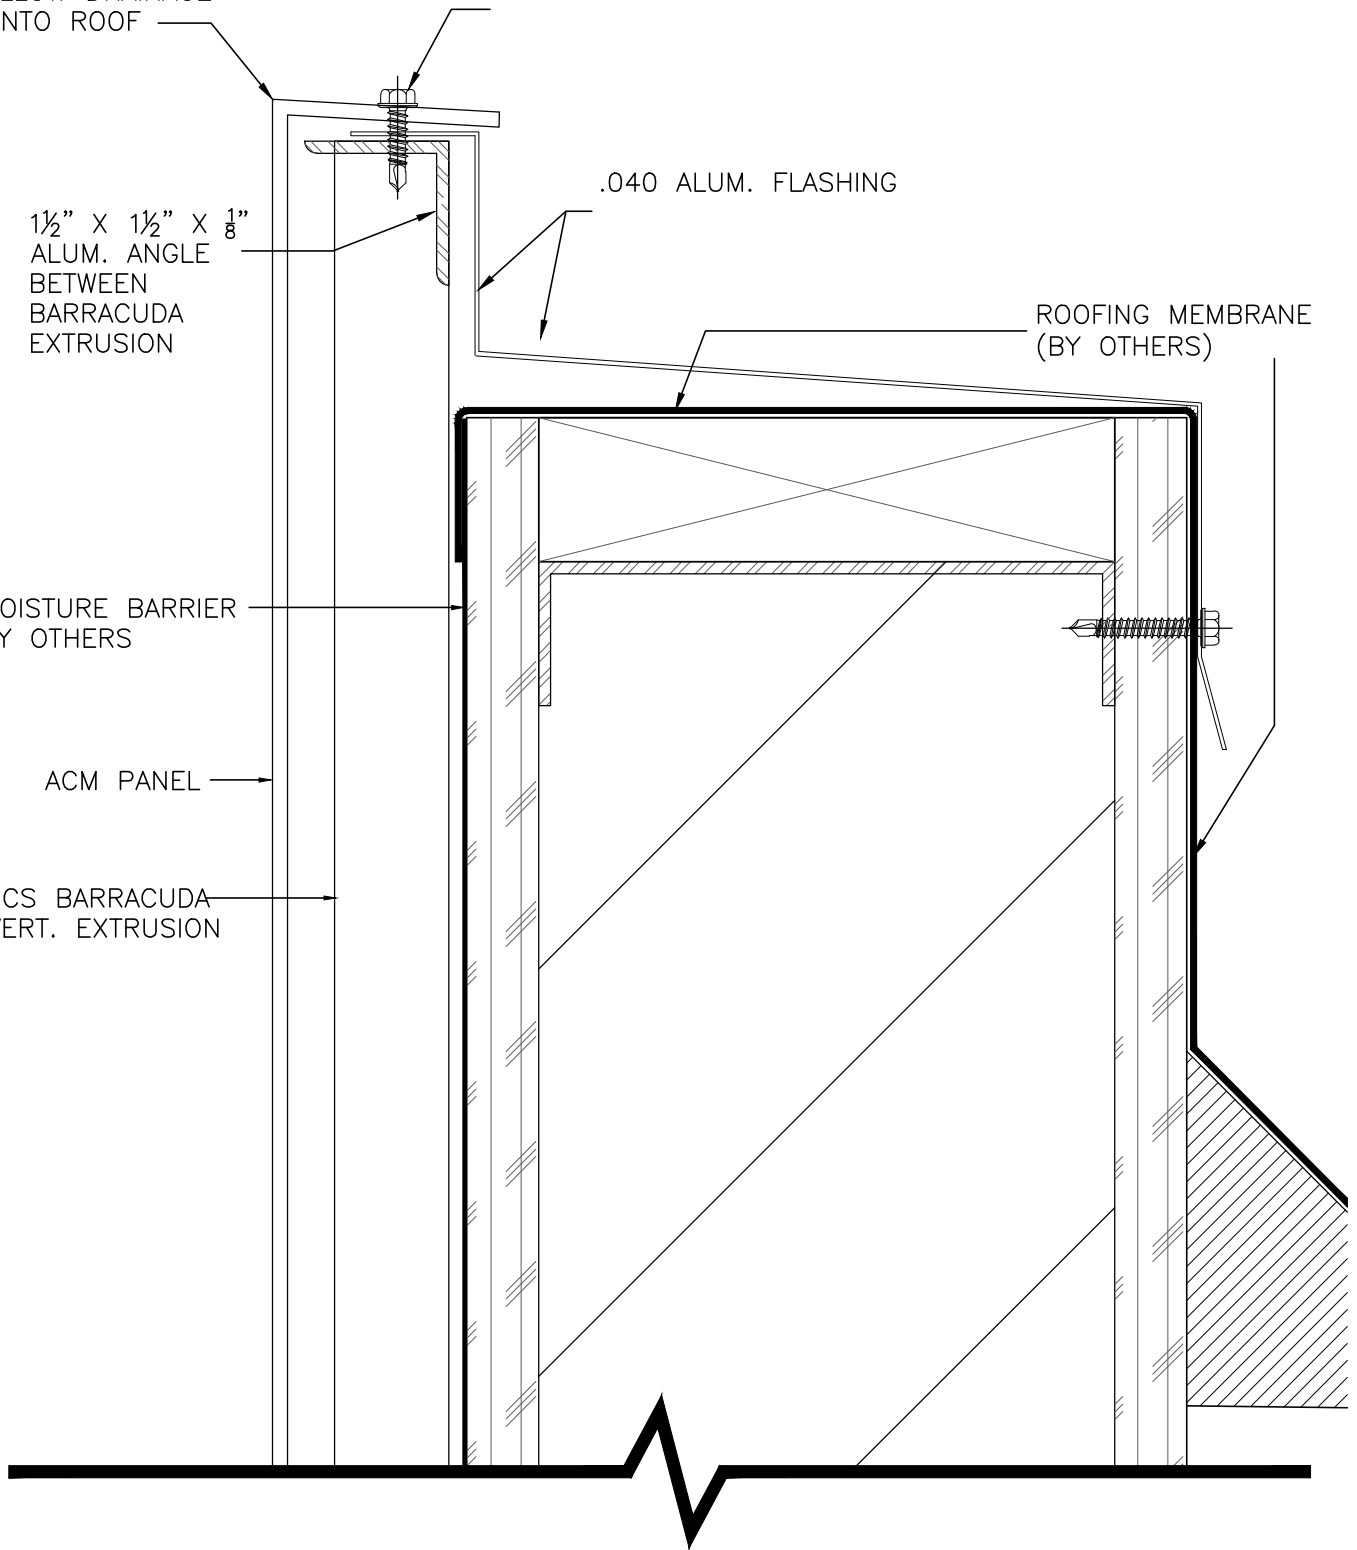 NTO ROOF
.040 ALUM. FLASHING
1½" X 1½" X ⅛"
ALUM. ANGLE
BETWEEN
BARRACUDA
EXTRUSION
ROOFING MEMBRANE
(BY OTHERS)
OISTURE BARRIER
Y OTHERS
ACM PANEL
CS BARRACUDA
ERT. EXTRUSION